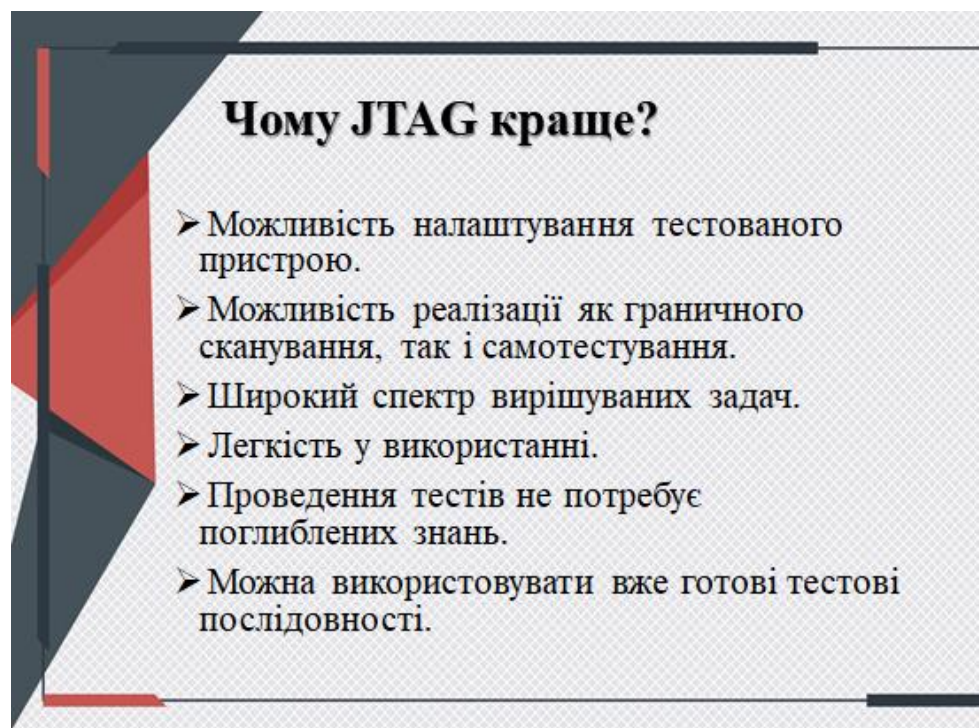 Чому JTAG краще?
➢ Можливість налаштування тестованого
пристрою.
➢ Можливість реалізації як граничного
сканування, так і самотестування.
➢ Широкий спектр вирішуваних задач.
➢ Легкість у використанні.
➢ Проведення тестів не потребує
поглиблених знань.
➢ Можна використовувати вже готові тестові
послідовності.